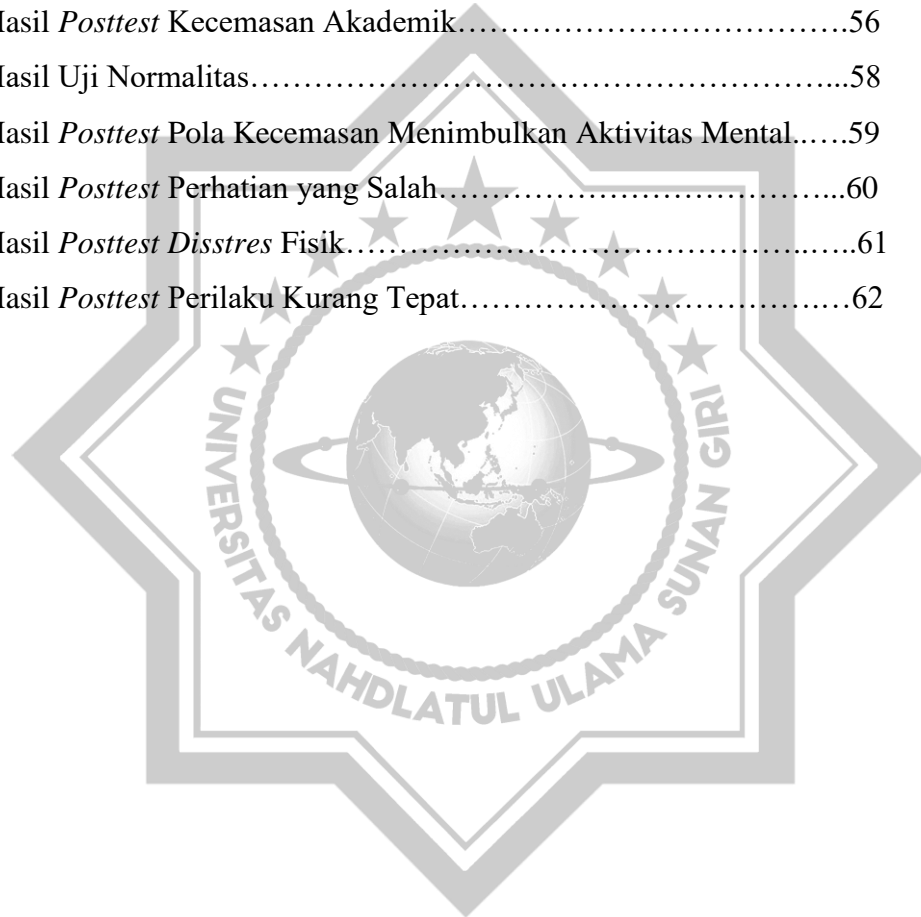 Hasil Posttest Kecemasan Akademik……………………………….56
Hasil Uji Normalitas…………………………………………...58
Hasil Posttest Pola Kecemasan Menimbulkan Aktivitas Mental..….59
Hasil Posttest Perhatian yang Salah………………………………...60
Hasil Posttest Disstres Fisik…………………………………….…..61
Hasil Posttest Perilaku Kurang Tepat…………………………….…62
UNIVERSITAS NAHDLATUL ULAMA SUNAN GIRI